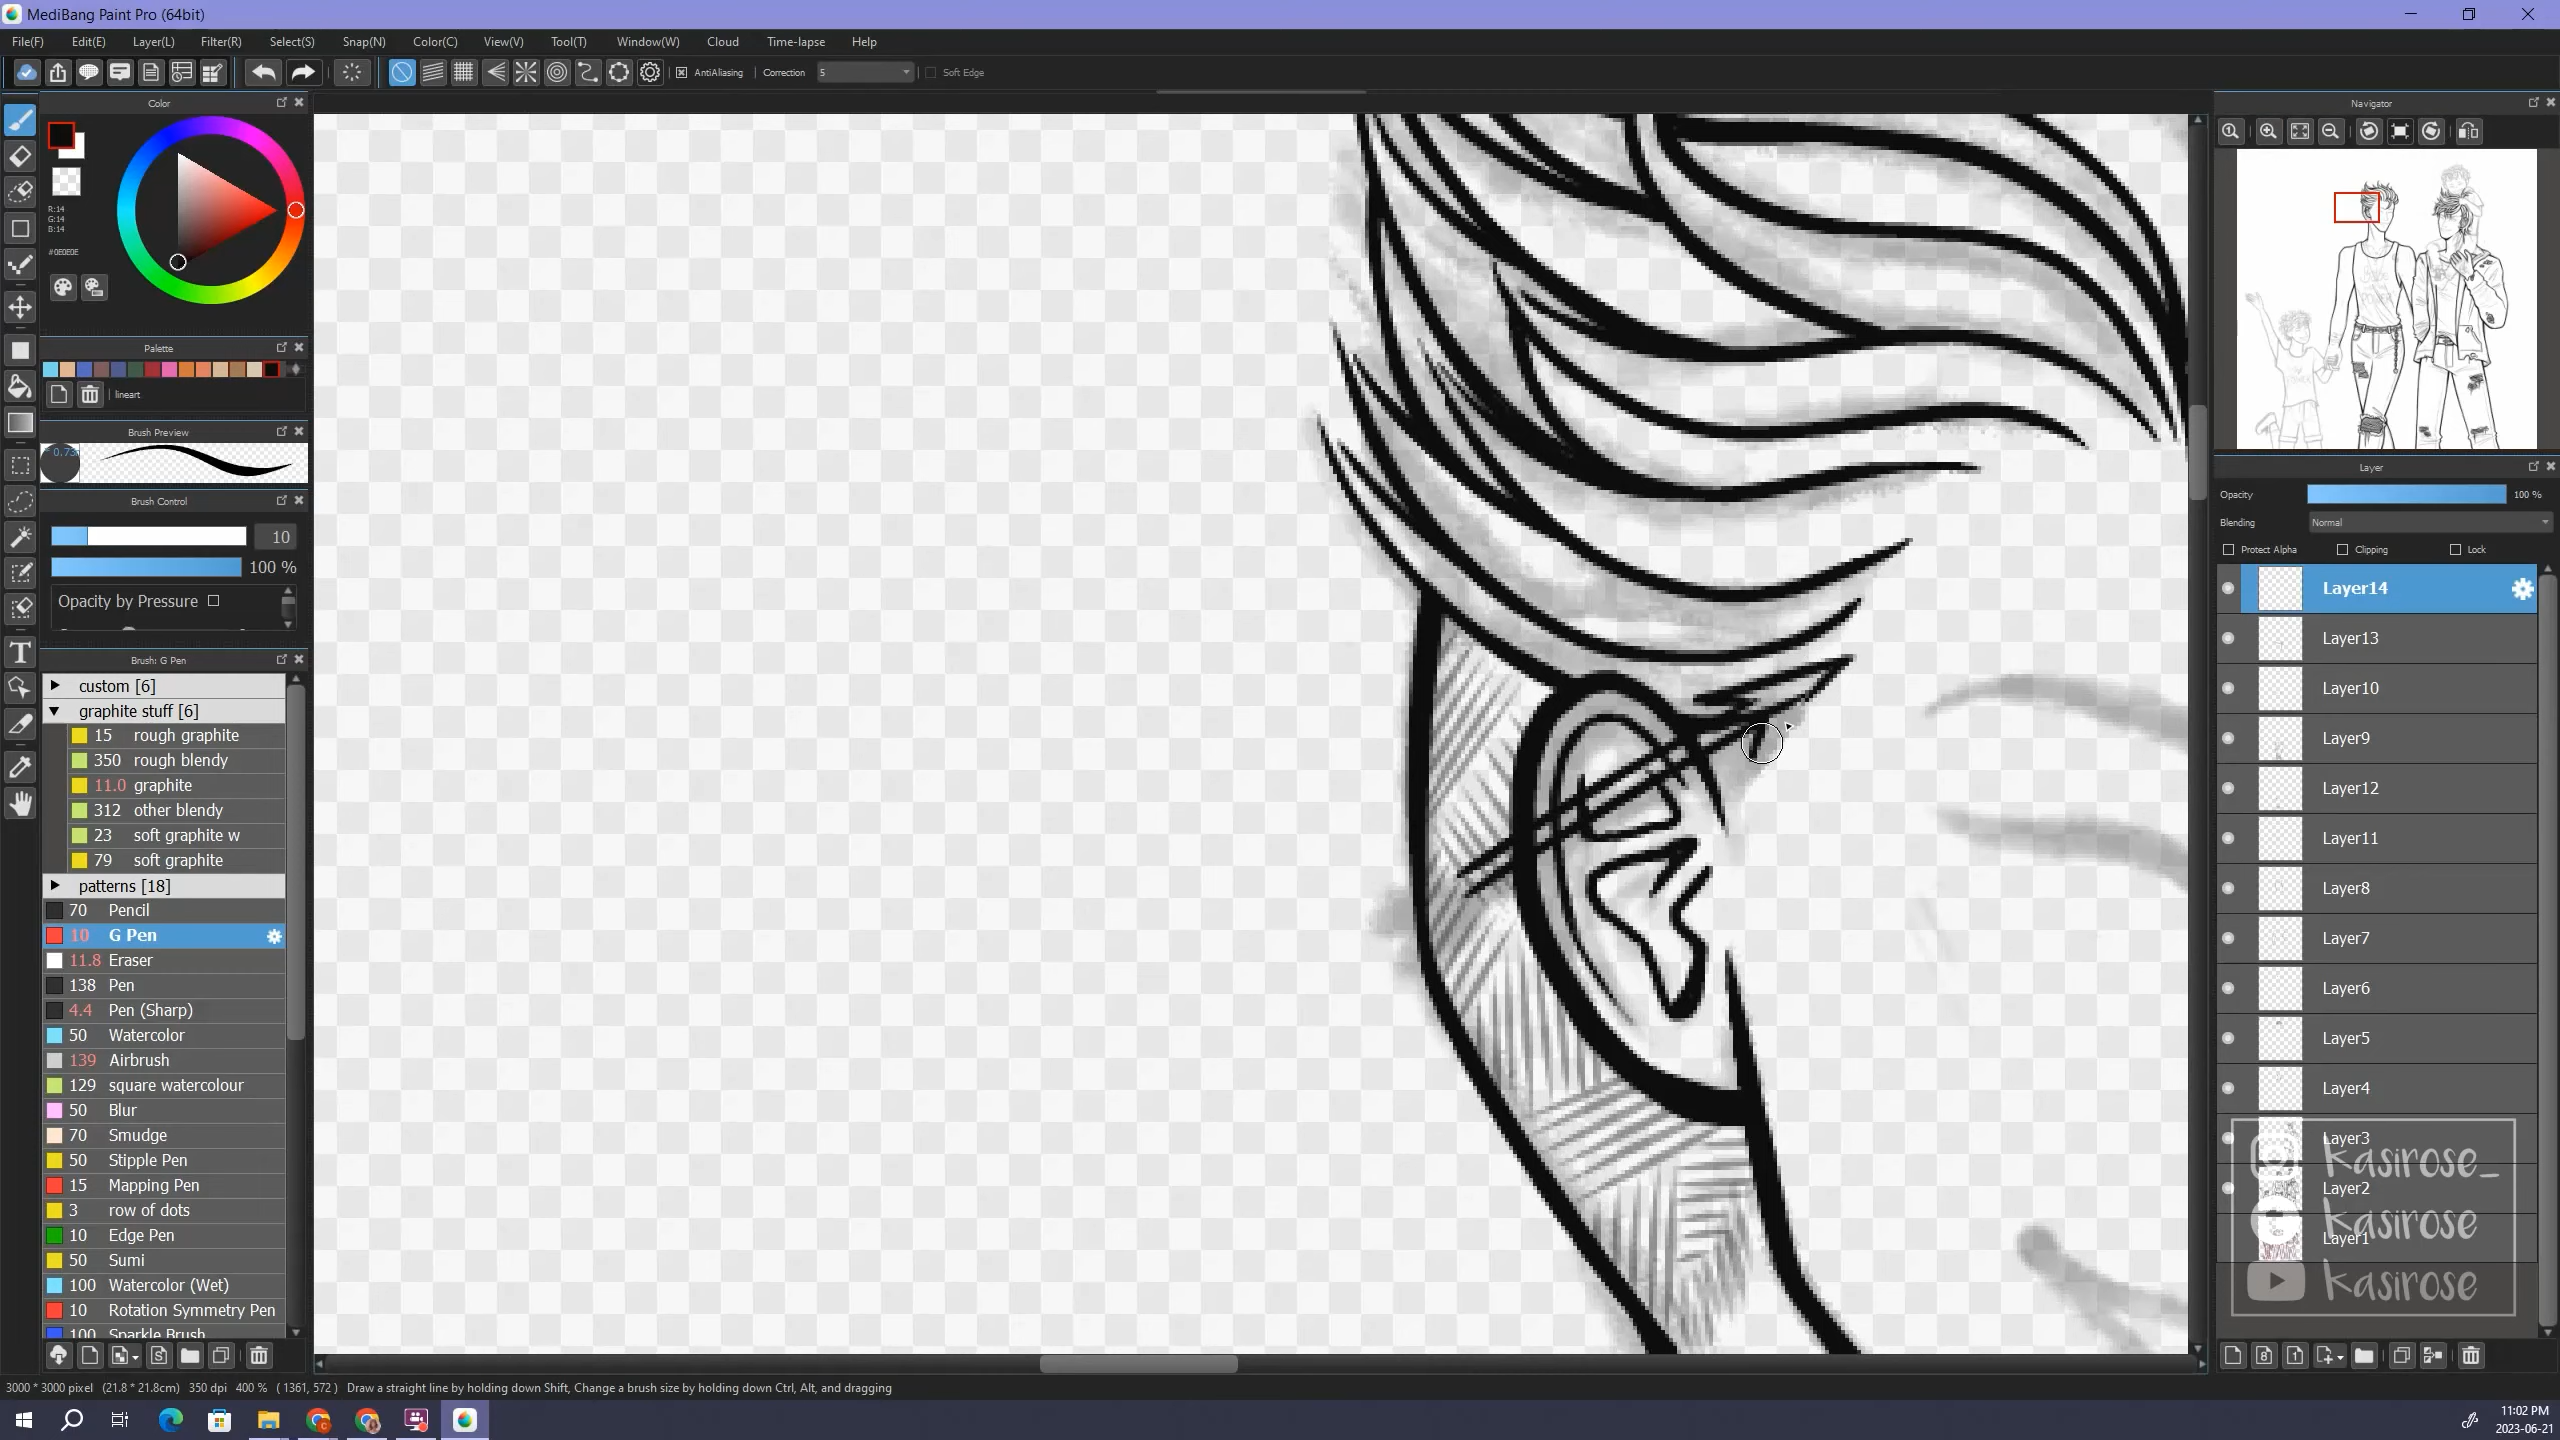 MediBang Paint Pro (64bit)
File(F) Edit(E) Layer(L) Filter(R) Select(S) Snap(N) Color(C) View(V) Tool(T) Window(W) Cloud Time-lapse Help
AntiAliasing Correction 5 Soft Edge
Color
R:14
G:14
B:14
#0E0E0E
Palette
lineart
Brush Preview
0.73
Brush Control
10
100 %
Opacity by Pressure
Brush: G Pen
custom [6]
graphite stuff [6]
15 rough graphite
350 rough blendy
11.0 graphite
312 other blendy
23 soft graphite w
79 soft graphite
patterns [18]
70 Pencil
10 G Pen
11.8 Eraser
138 Pen
4.4 Pen (Sharp)
50 Watercolor
139 Airbrush
129 square watercolour
50 Blur
70 Smudge
50 Stipple Pen
15 Mapping Pen
3 row of dots
10 Edge Pen
50 Sumi
100 Watercolor (Wet)
10 Rotation Symmetry Pen
100 Sparkle Brush
Navigator
Layer
Opacity 100 %
Blending Normal
Protect Alpha Clipping Lock
Layer14
Layer13
Layer10
Layer9
Layer12
Layer11
Layer8
Layer7
Layer6
Layer5
Layer4
Layer3
kasirose_
Layer2
kasirose
Layer1
kasirose
3000 * 3000 pixel (21.8 * 21.8cm) 350 dpi 400 % ( 1361, 572 ) Draw a straight line by holding down Shift, Change a brush size by holding down Ctrl, Alt, and dragging
11:02 PM
2023-06-21